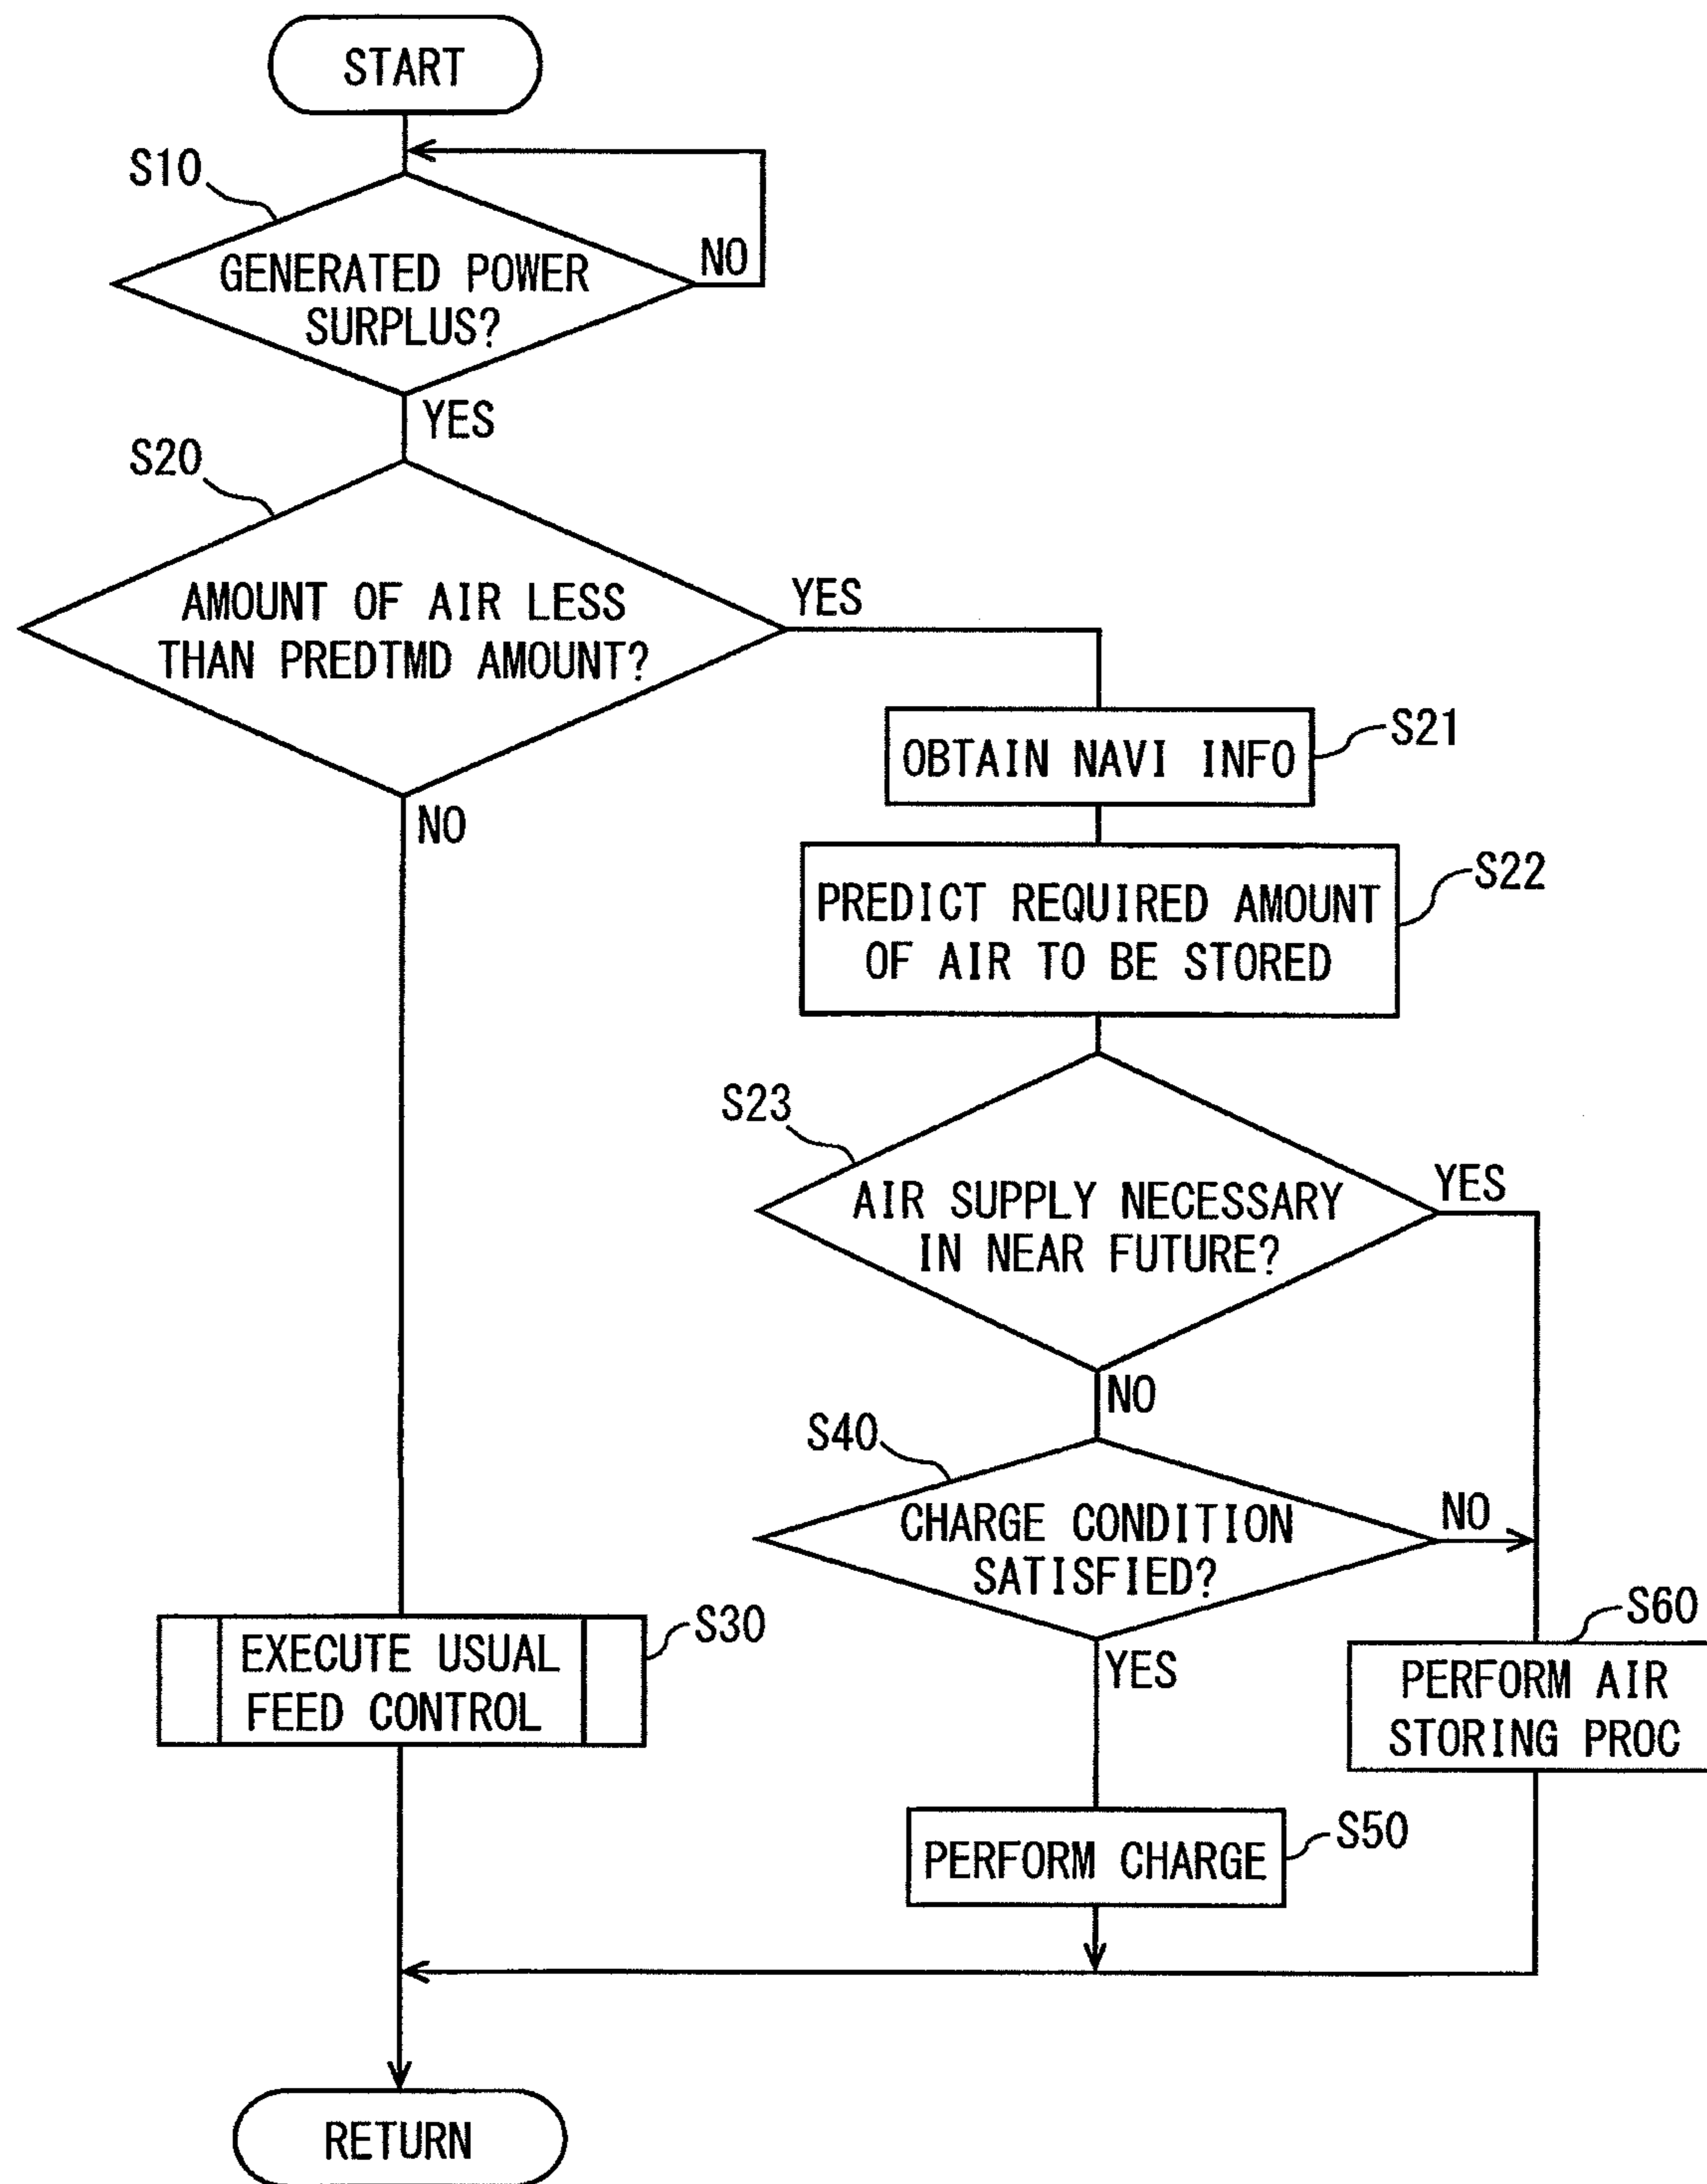 START
S10
GENERATED POWER
SURPLUS?
NO
YES
S20
AMOUNT OF AIR LESS
THAN PREDTMD AMOUNT?
YES
NO
OBTAIN NAVI INFO
S21
PREDICT REQUIRED AMOUNT
OF AIR TO BE STORED
S22
S23
AIR SUPPLY NECESSARY
IN NEAR FUTURE?
YES
NO
S40
CHARGE CONDITION
SATISFIED?
NO
YES
EXECUTE USUAL
FEED CONTROL
S30
S60
PERFORM AIR
STORING PROC
PERFORM CHARGE
S50
RETURN